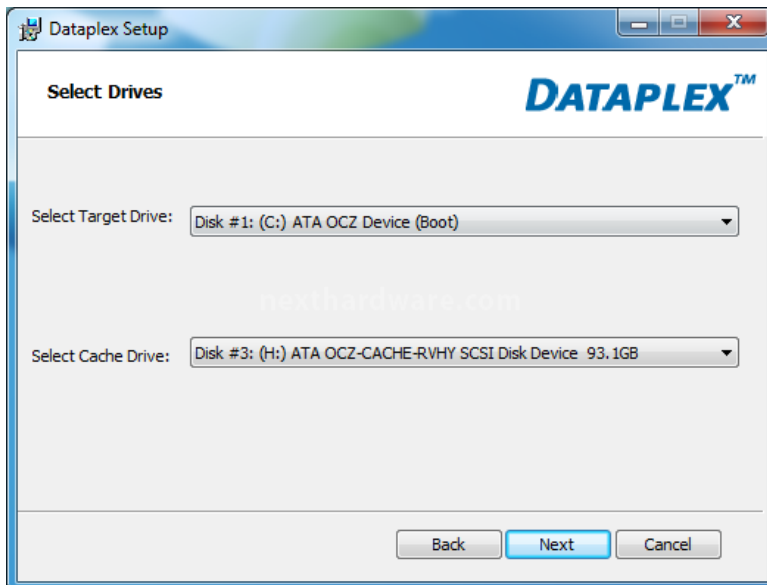 Dataplex Setup
Select Drives
DATAPLEX™
Select Target Drive:
Disk #1: (C:) ATA OCZ Device (Boot)
nexthardware.com
Select Cache Drive:
Disk #3: (H:) ATA OCZ-CACHE-RVHY SCSI Disk Device 93.1GB
Back
Next
Cancel